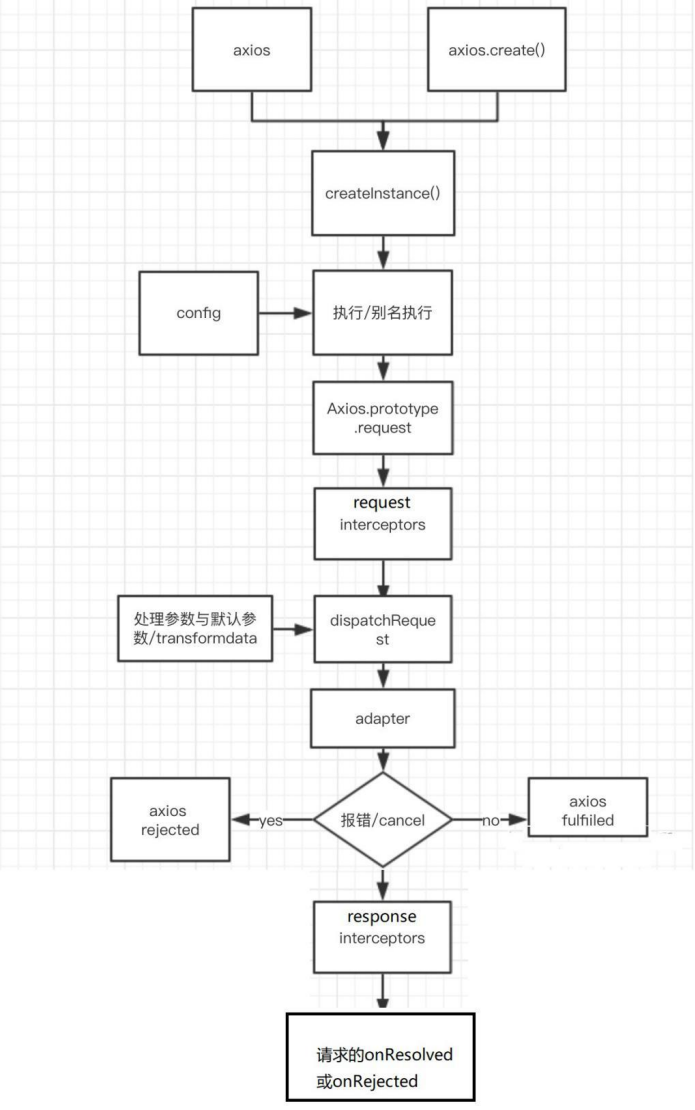 axios
axios.create()
createInstance()
config
执行/别名执行
Axios.prototype
.request
request
interceptors
处理参数与默认参
数/transformdata
dispatchReque
st
adapter
axios
rejected
yes
报错/cancel
no
axios
fulfiiled
response
interceptors
请求的onResolved
或onRejected